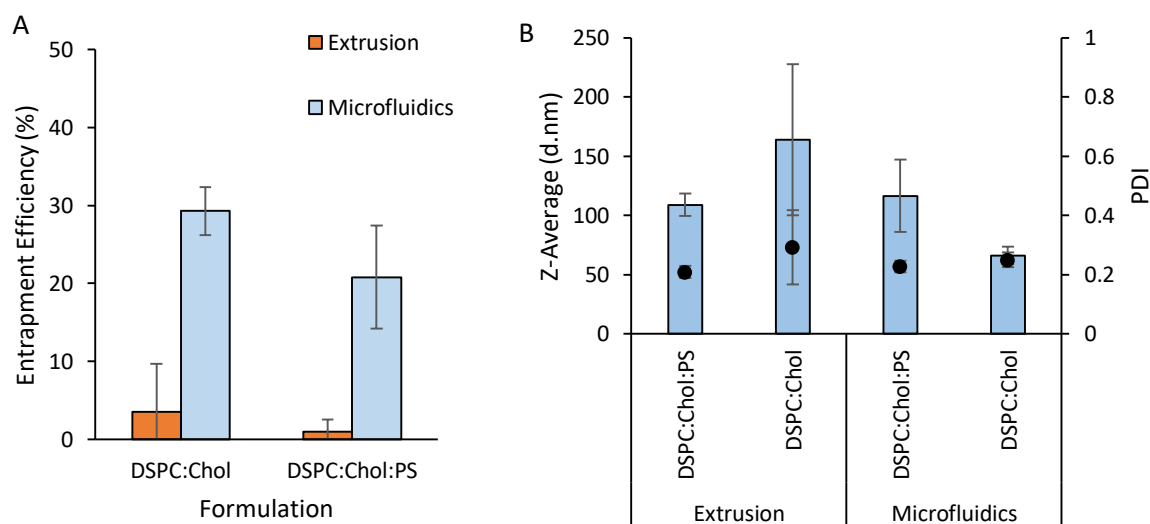 A
Extrusion
Microfluidics
Entrapment Efficiency (%)
50
40
30
20
10
0
DSPC:Chol
DSPC:Chol:PS
Formulation
B
Z-Average (d.nm)
250
200
150
100
50
0
1
0.8
0.6
0.4
0.2
0
PDI
DSPC:Chol:PS
DSPC:Chol
DSPC:Chol:PS
DSPC:Chol
Extrusion
Microfluidics